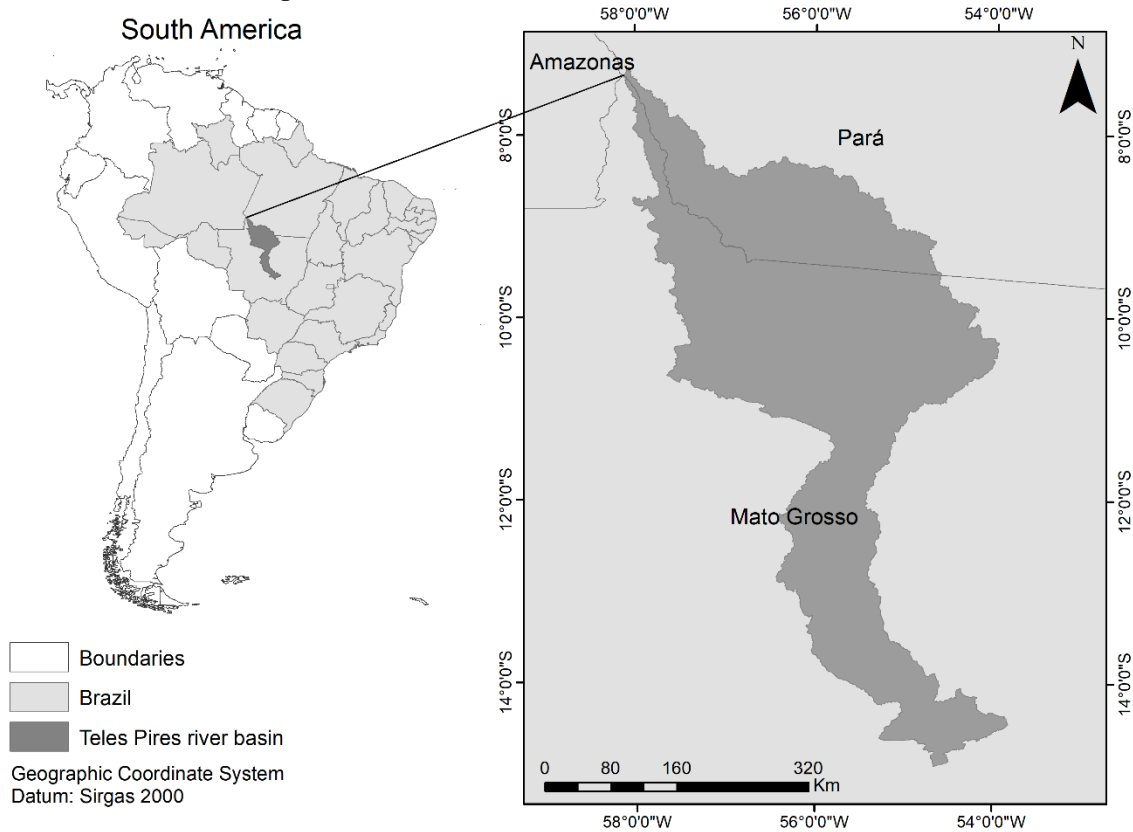 South America
Boundaries
Brazil
Teles Pires river basin
Geographic Coordinate System
Datum: Sirgas 2000
58°0'0"W
56°0'0"W
54°0'0"W
N
Amazonas
Pará
Mato Grosso
8°0'0"S
10°0'0"S
12°0'0"S
14°0'0"S
8°0'0"S
10°0'0"S
12°0'0"S
14°0'0"S
0 80 160 320
Km
58°0'0"W
56°0'0"W
54°0'0"W